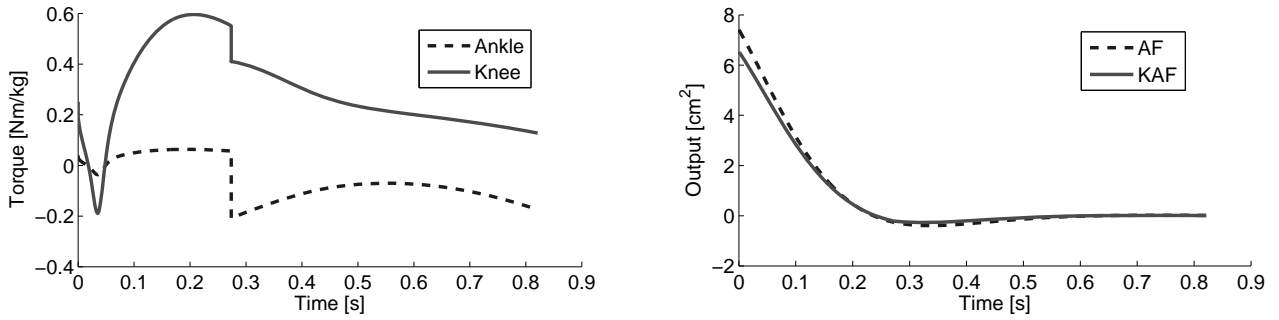 Torque [Nm/kg]
0.6
0.4
0.2
0
−0.2
−0.4
Ankle
Knee
0 0.1 0.2 0.3 0.4 0.5 0.6 0.7 0.8 0.9
Time [s]
Output [cm²]
8
6
4
2
0
−2
AF
KAF
0 0.1 0.2 0.3 0.4 0.5 0.6 0.7 0.8 0.9
Time [s]